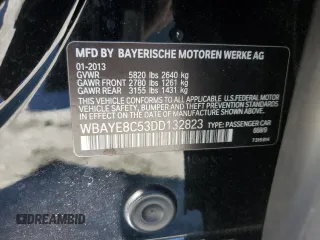 MFD BY BAYERISCHE MOTOREN WERKE AG
01-2013
GVWR 5820 lbs 2640 kg
GAWR FRONT 2780 lbs 1261 kg
GAWR REAR 3155 lbs 1431 kg
THIS VEHICLE CONFORMS TO ALL APPLICABLE U.S. FEDERAL MOTOR
VEHICLE SAFETY, BUMPER, AND THEFT PREVENTION STANDARDS
IN EFFECT ON THE DATE OF MANUFACTURE SHOWN ABOVE.
WBAYE8C53DD132823 TYPE: PASSENGER CAR
668/9
DREAMBID